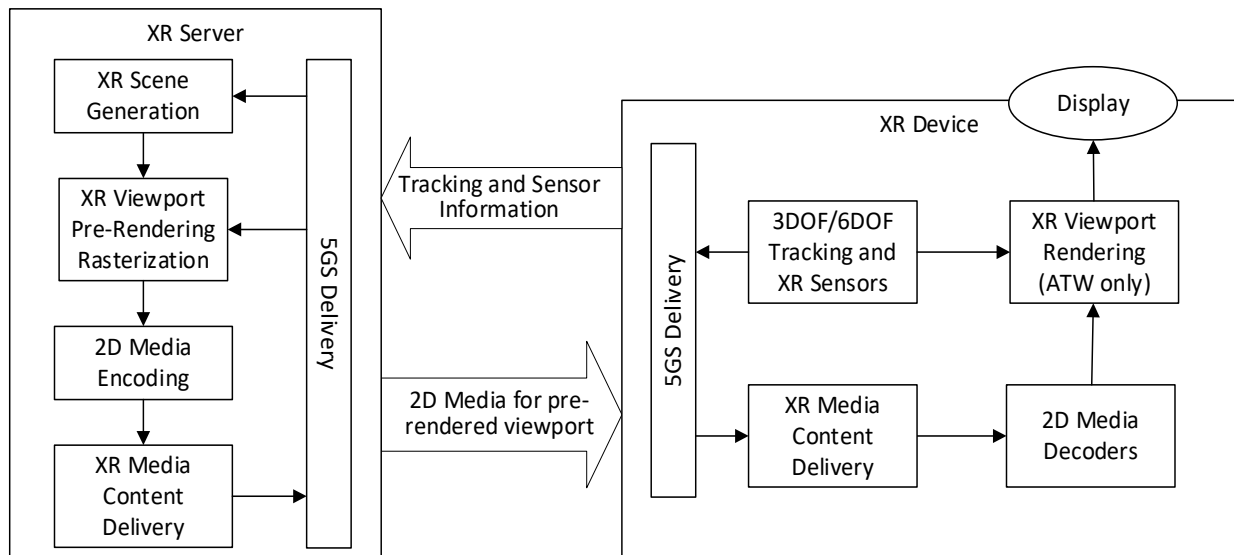 XR Server
XR Scene
Generation
XR Viewport
Pre-Rendering
Rasterization
2D Media
Encoding
XR Media
Content
Delivery
5GS Delivery
Tracking and Sensor
Information
2D Media for pre-
rendered viewport
XR Device
Display
5GS Delivery
3DOF/6DOF
Tracking and
XR Sensors
XR Viewport
Rendering
(ATW only)
XR Media
Content
Delivery
2D Media
Decoders